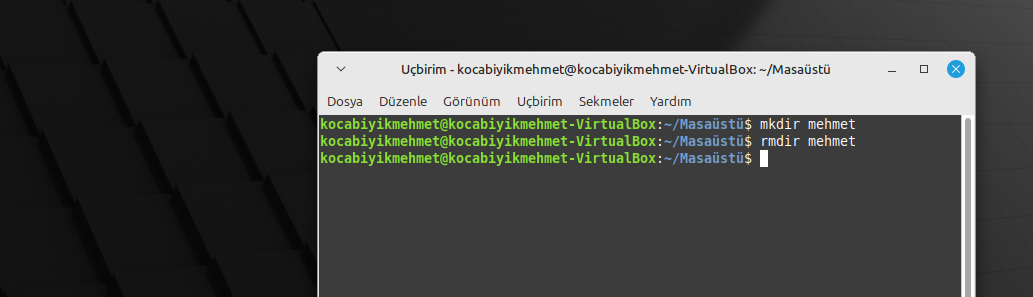 Uçbirim - kocabiyikmehmet@kocabiyikmehmet-VirtualBox: ~/Masaüstü
Dosya Düzenle Görünüm Uçbirim Sekmeler Yardım
kocabiyikmehmet@kocabiyikmehmet-VirtualBox:~/Masaüstü$ mkdir mehmet
kocabiyikmehmet@kocabiyikmehmet-VirtualBox:~/Masaüstü$ rmdir mehmet
kocabiyikmehmet@kocabiyikmehmet-VirtualBox:~/Masaüstü$